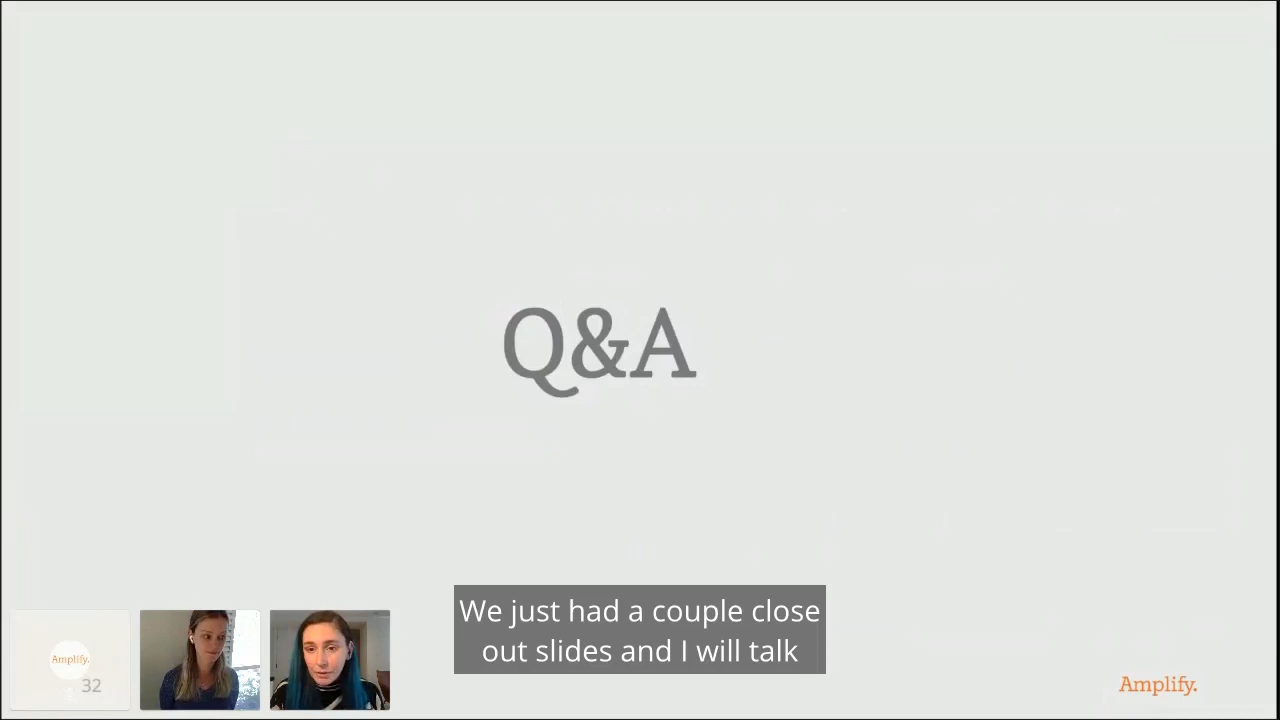 Q&A
We just had a couple close
out slides and I will talk
Amplify.
32
Amplify.